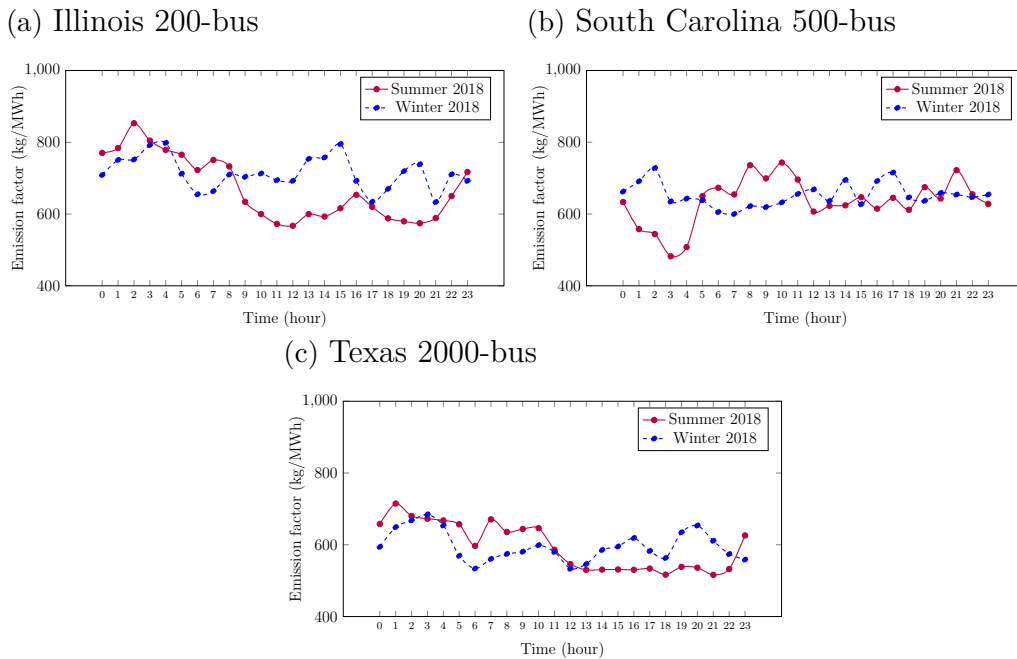 (a) Illinois 200-bus
1,000
800
600
400
Emission factor (kg/MWh)
Summer 2018
Winter 2018
0 1 2 3 4 5 6 7 8 9 10 11 12 13 14 15 16 17 18 19 20 21 22 23
Time (hour)
(b) South Carolina 500-bus
1,000
800
600
400
Emission factor (kg/MWh)
Summer 2018
Winter 2018
0 1 2 3 4 5 6 7 8 9 10 11 12 13 14 15 16 17 18 19 20 21 22 23
Time (hour)
(c) Texas 2000-bus
1,000
800
600
400
Emission factor (kg/MWh)
Summer 2018
Winter 2018
0 1 2 3 4 5 6 7 8 9 10 11 12 13 14 15 16 17 18 19 20 21 22 23
Time (hour)